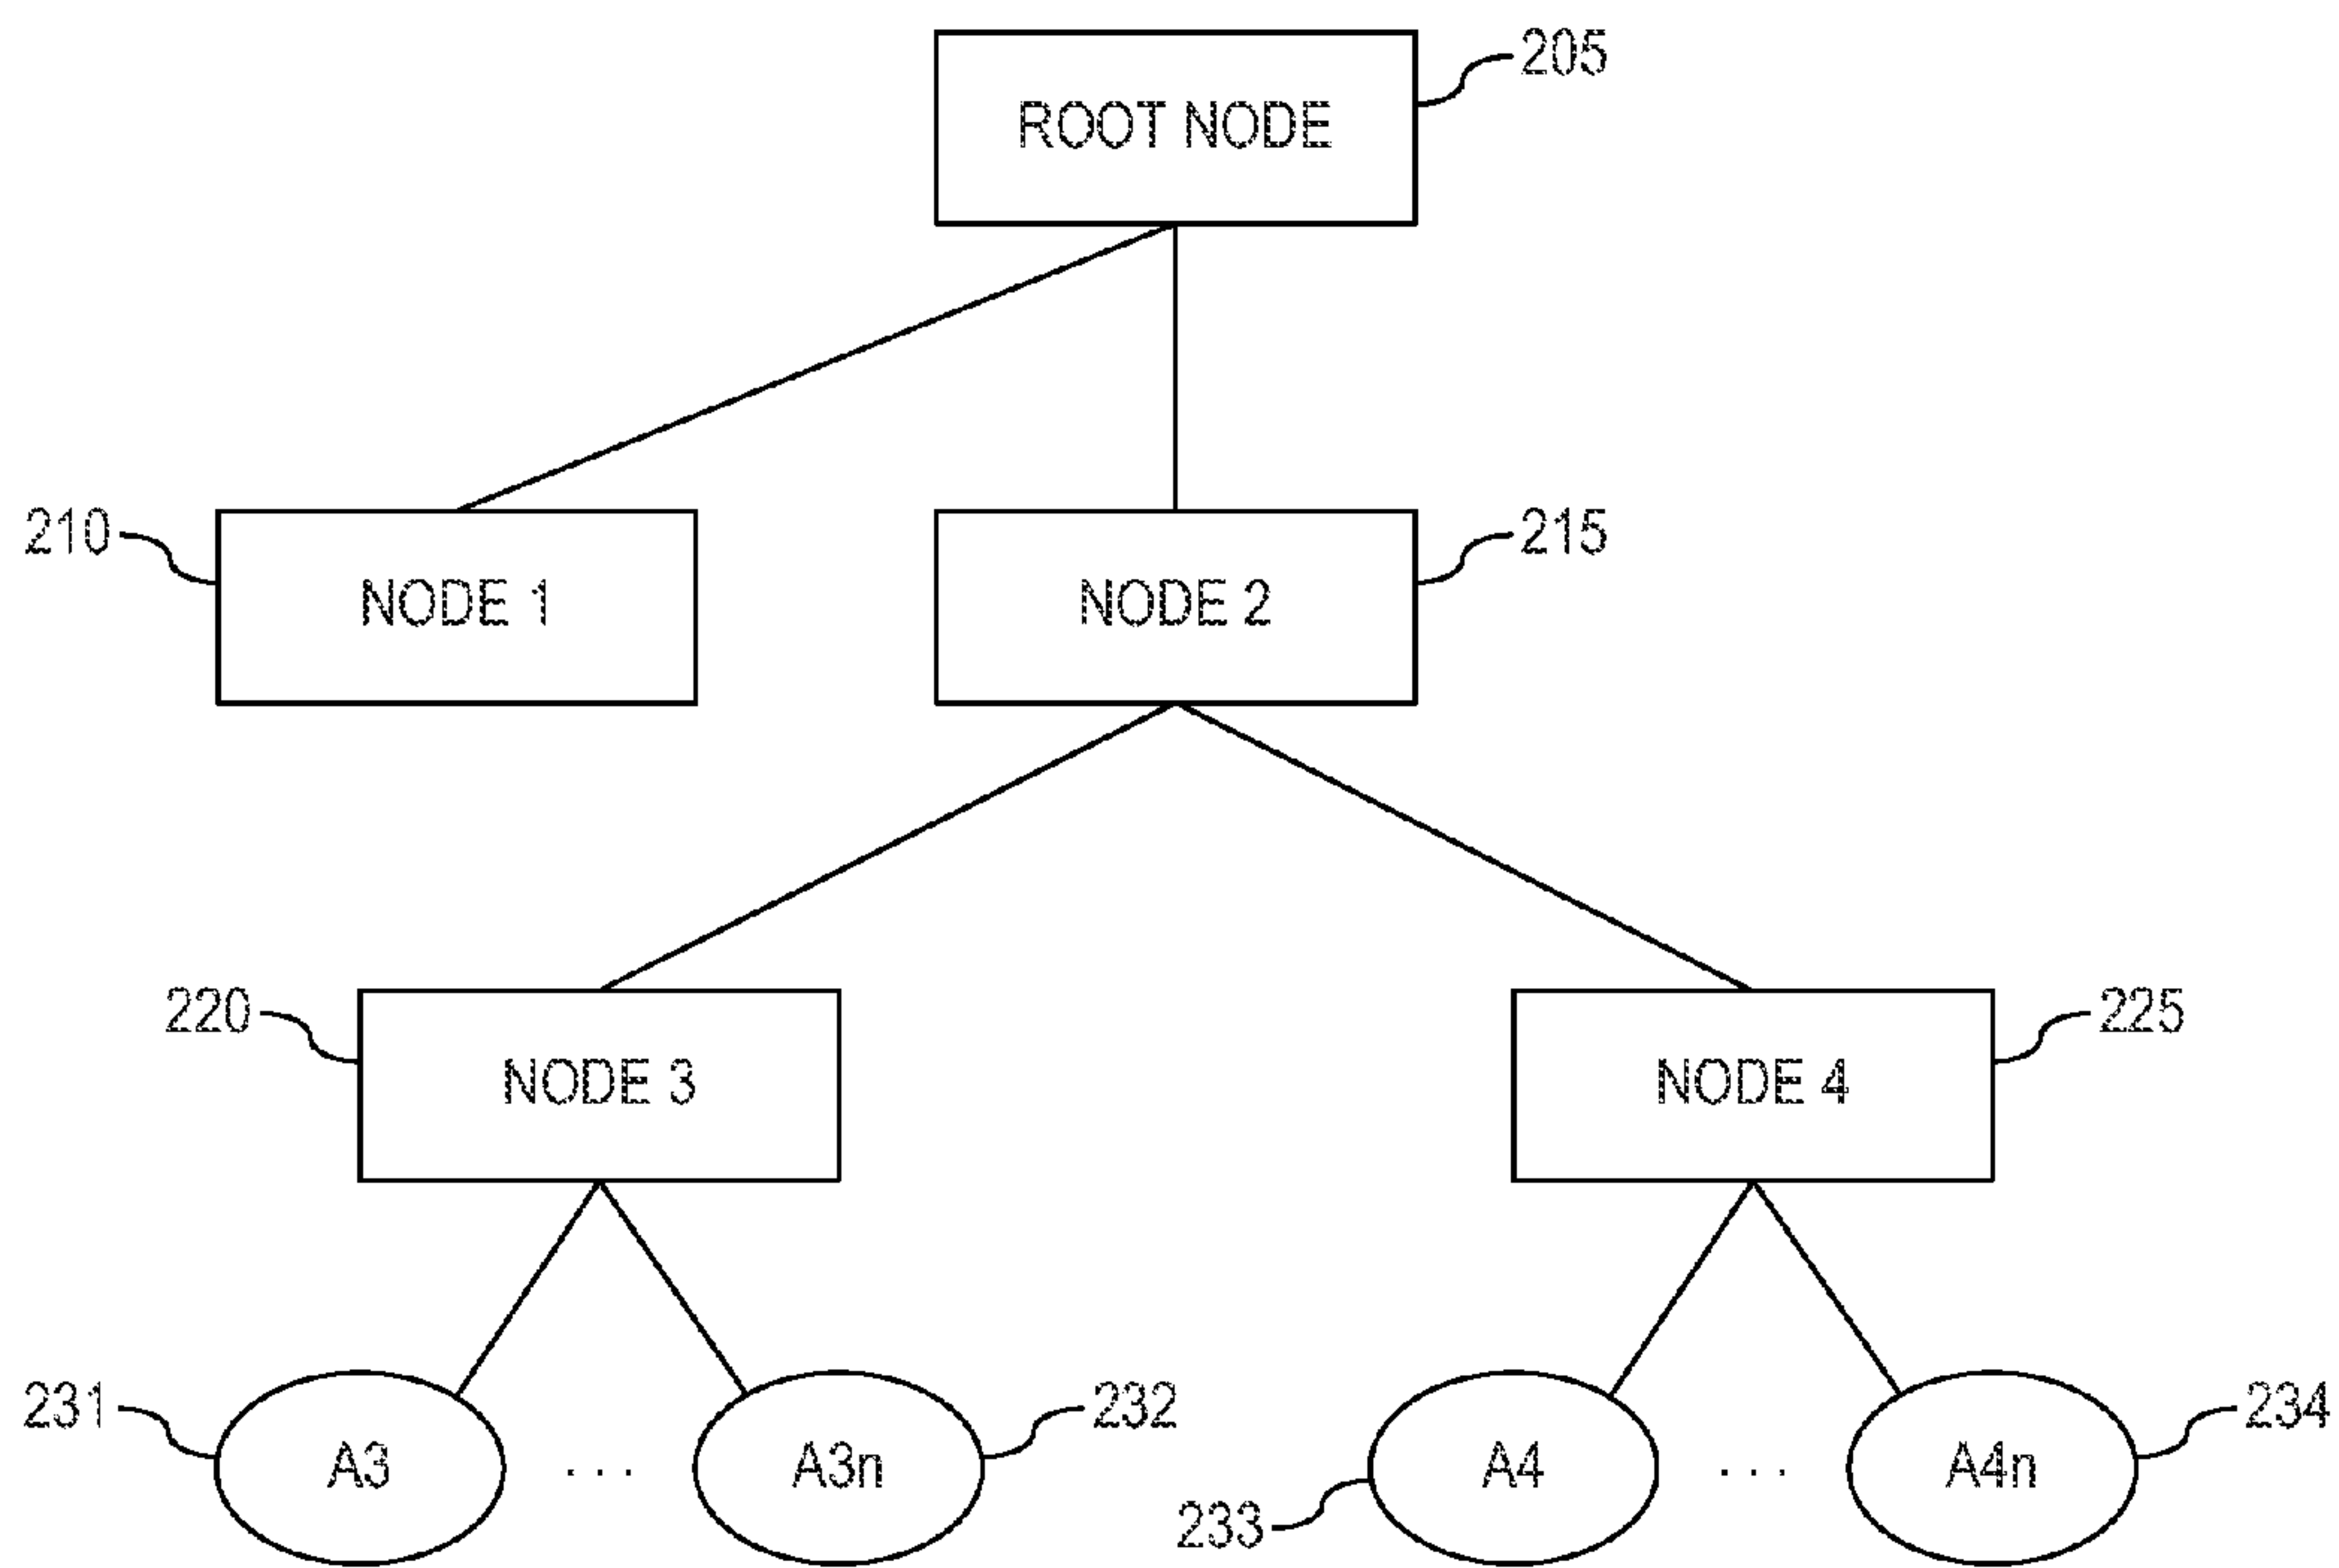 205
ROOT NODE
210
215
NODE 1
NODE 2
220
225
NODE 3
NODE 4
231
232
234
A3
...
A3n
A4
...
A4n
233